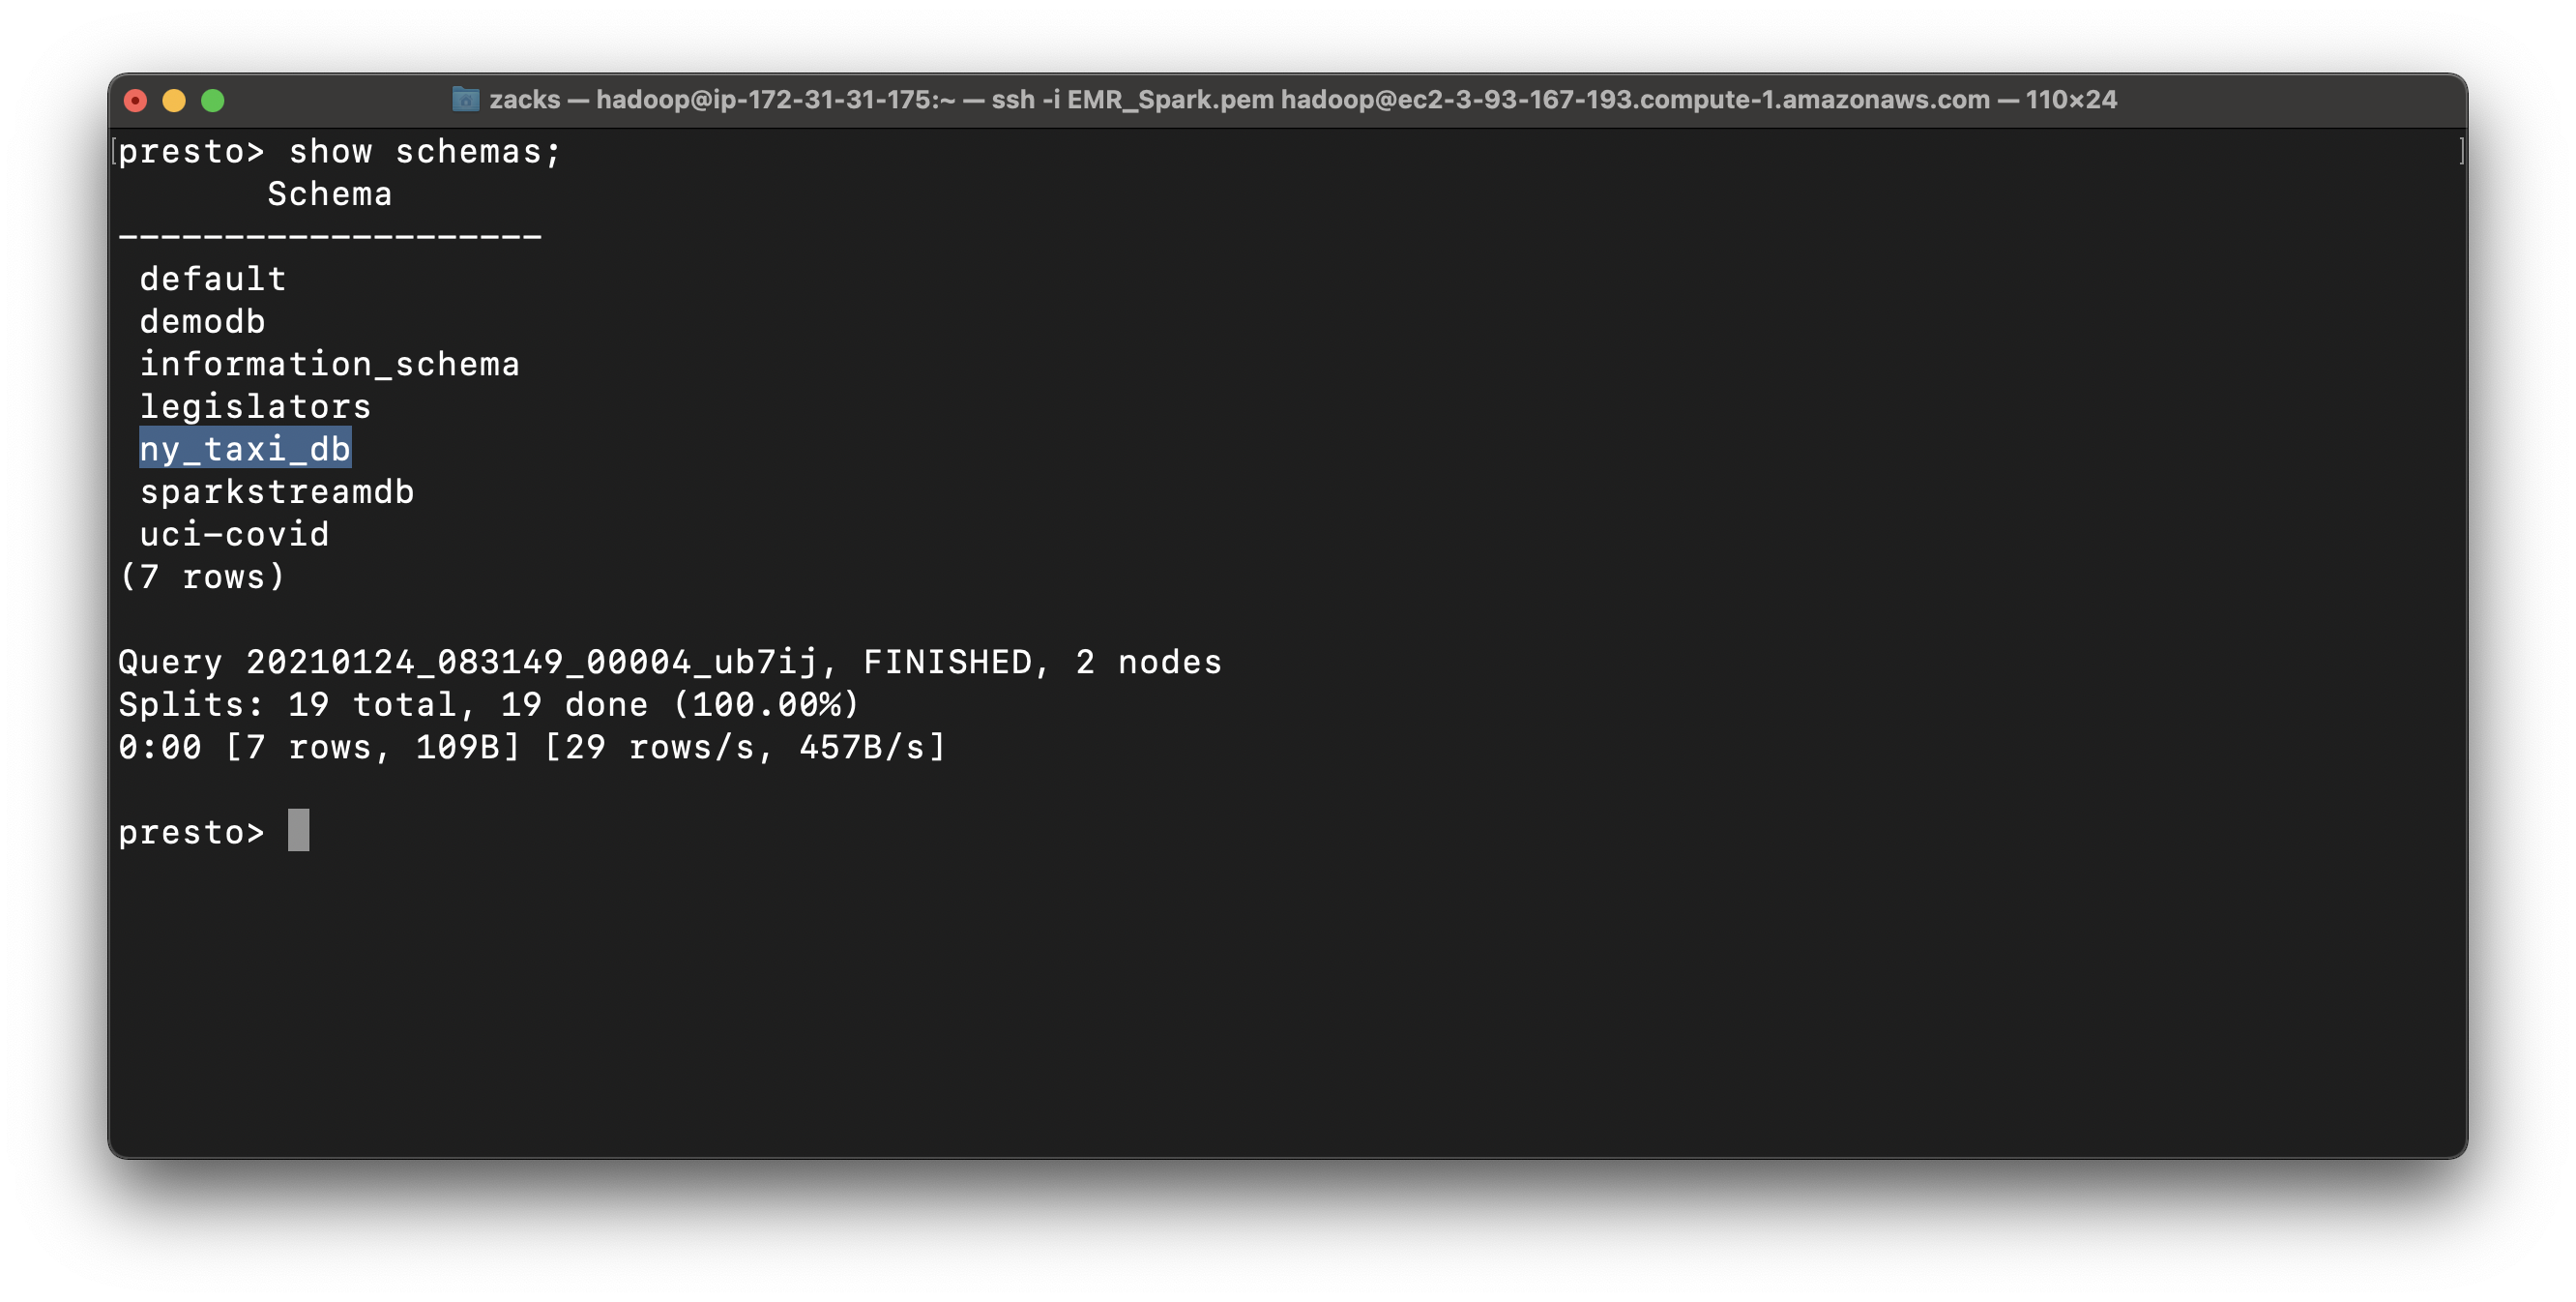 zacks — hadoop@ip-172-31-31-175:~ — ssh -i EMR_Spark.pem hadoop@ec2-3-93-167-193.compute-1.amazonaws.com — 110×24
[presto> show schemas; ]
Schema
--------------------
default
demodb
information_schema
legislators
ny_taxi_db
sparkstreamdb
uci-covid
(7 rows)
Query 20210124_083149_00004_ub7ij, FINISHED, 2 nodes
Splits: 19 total, 19 done (100.00%)
0:00 [7 rows, 109B] [29 rows/s, 457B/s]
presto>